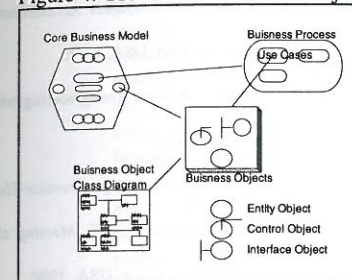 Core Business Model
Buisness Process
Use Cases
Buisness Object
Class Diagram
Buisness Objects
Entity Object
Control Object
Interface Object